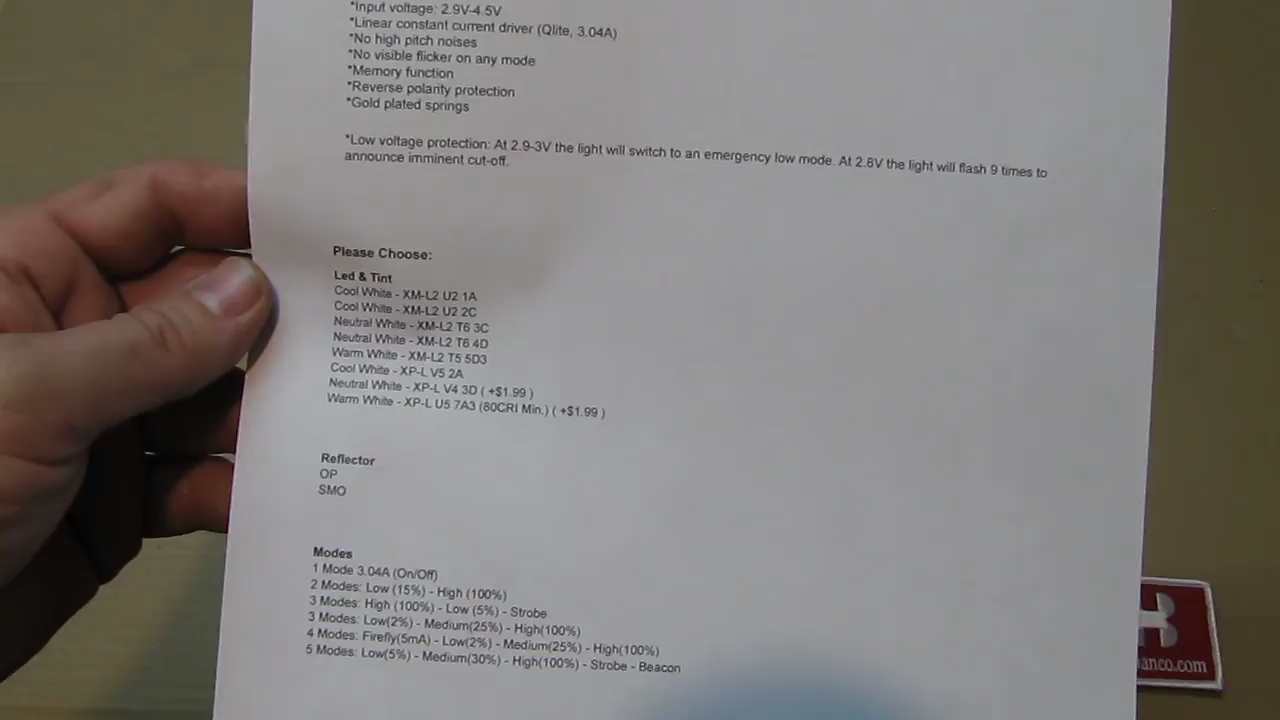 *Input voltage: 2.9V-4.5V
*Linear constant current driver (Qlite, 3.04A)
*No high pitch noises
*No visible flicker on any mode
*Memory function
*Reverse polarity protection
*Gold plated springs
*Low voltage protection: At 2.9-3V the light will switch to an emergency low mode. At 2.8V the light will flash 9 times to
announce imminent cut-off.
Please Choose:
Led & Tint
Cool White - XM-L2 U2 1A
Cool White - XM-L2 U2 2C
Neutral White - XM-L2 T6 3C
Neutral White - XM-L2 T6 4D
Warm White - XM-L2 T5 5D3
Cool White - XP-L V5 2A
Neutral White - XP-L V4 3D ( +$1.99 )
Warm White - XP-L U5 7A3 (80CRI Min.) ( +$1.99 )
Reflector
OP
SMO
Modes
1 Mode 3.04A (On/Off)
2 Modes: Low (15%) - High (100%)
3 Modes: High (100%) - Low (5%) - Strobe
3 Modes: Low(2%) - Medium(25%) - High(100%)
4 Modes: Firefly(5mA) - Low(2%) - Medium(25%) - High(100%)
5 Modes: Low(5%) - Medium(30%) - High(100%) - Strobe - Beacon
anco.com